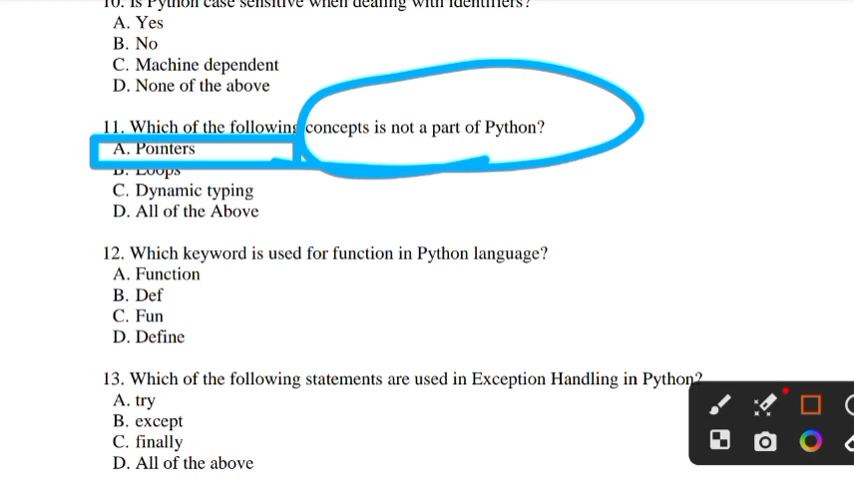 10. Is Python case sensitive when dealing with identifiers?
A. Yes
B. No
C. Machine dependent
D. None of the above
11. Which of the following concepts is not a part of Python?
A. Pointers
B. Loops
C. Dynamic typing
D. All of the Above
12. Which keyword is used for function in Python language?
A. Function
B. Def
C. Fun
D. Define
13. Which of the following statements are used in Exception Handling in Python?
A. try
B. except
C. finally
D. All of the above